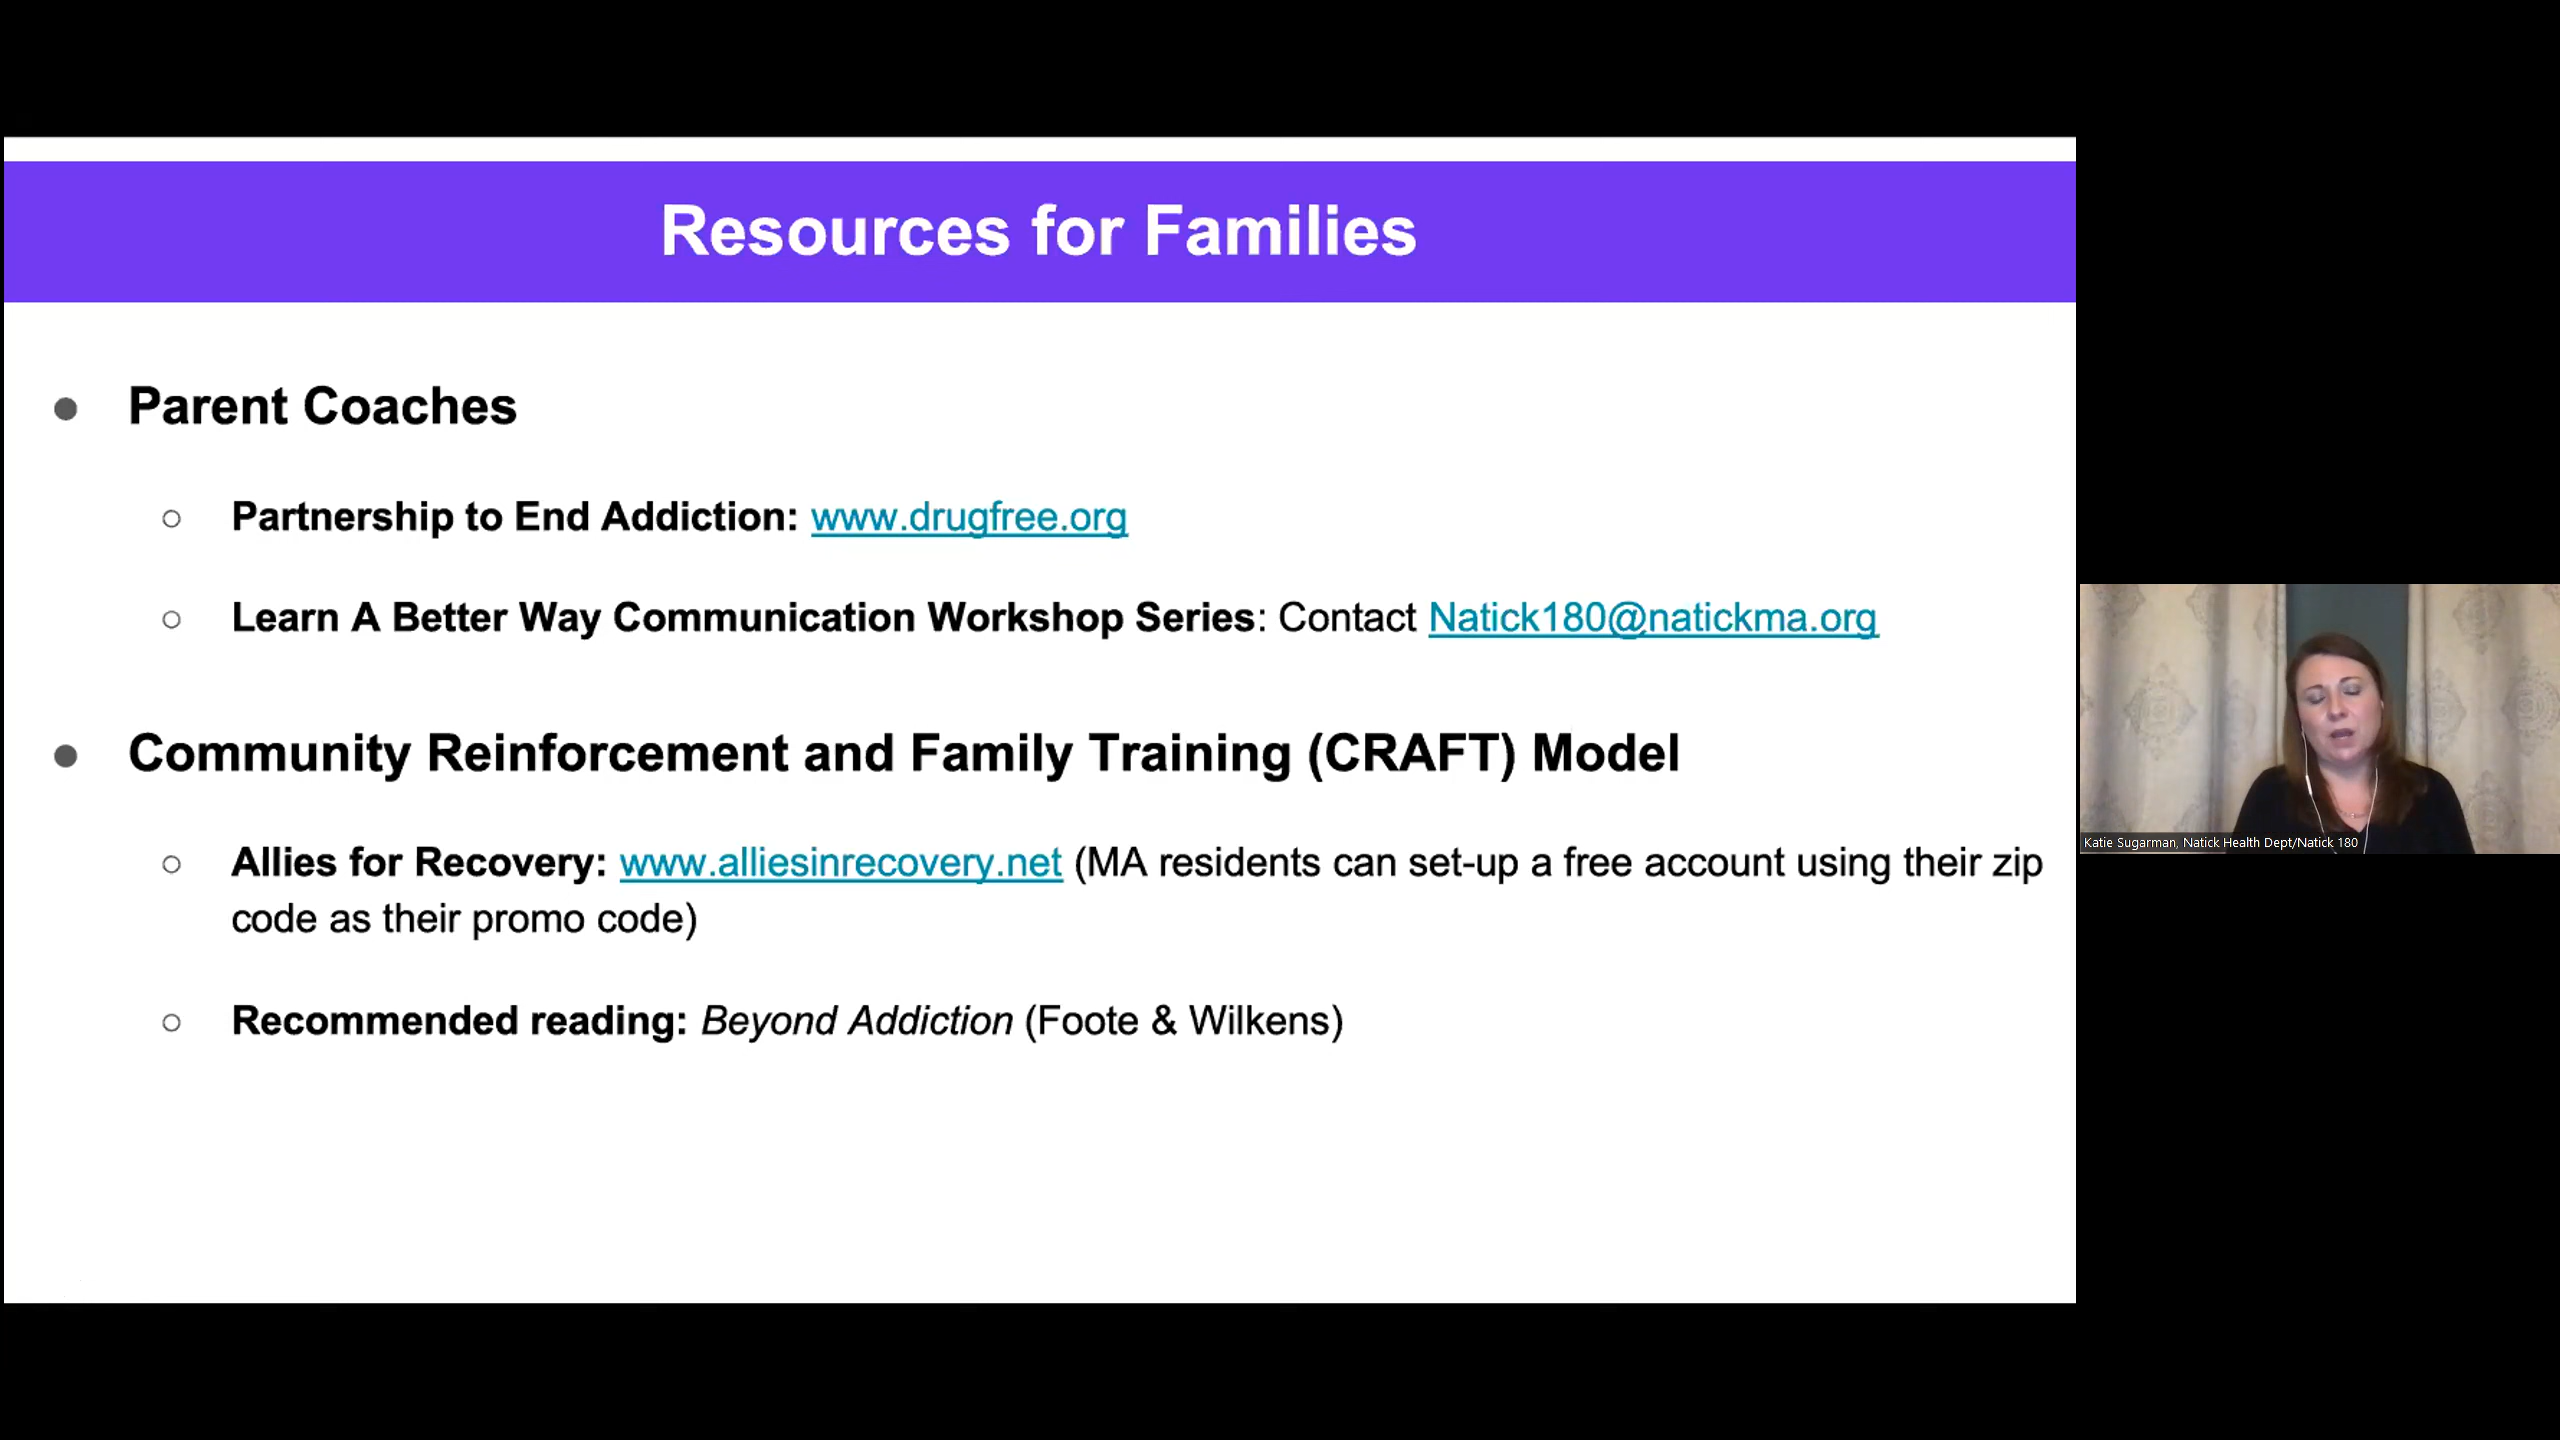 Resources for Families
● Parent Coaches
○ Partnership to End Addiction: www.drugfree.org
○ Learn A Better Way Communication Workshop Series: Contact Natick180@natickma.org
● Community Reinforcement and Family Training (CRAFT) Model
○ Allies for Recovery: www.alliesinrecovery.net (MA residents can set-up a free account using their zip
code as their promo code)
○ Recommended reading: Beyond Addiction (Foote & Wilkens)
Katie Sugarman, Natick Health Dept/Natick 180